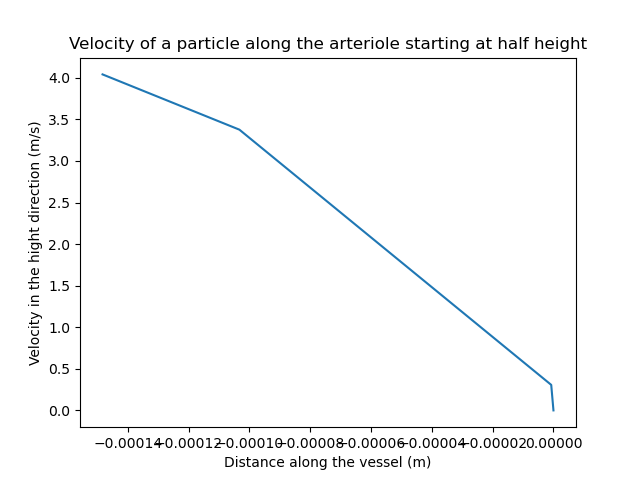 Velocity of a particle along the arteriole starting at half height
Velocity in the hight direction (m/s)
4.0
3.5
3.0
2.5
2.0
1.5
1.0
0.5
0.0
−0.00014 −0.00012 −0.00010 −0.00008 −0.00006 −0.00004 −0.00002 0.00000
Distance along the vessel (m)